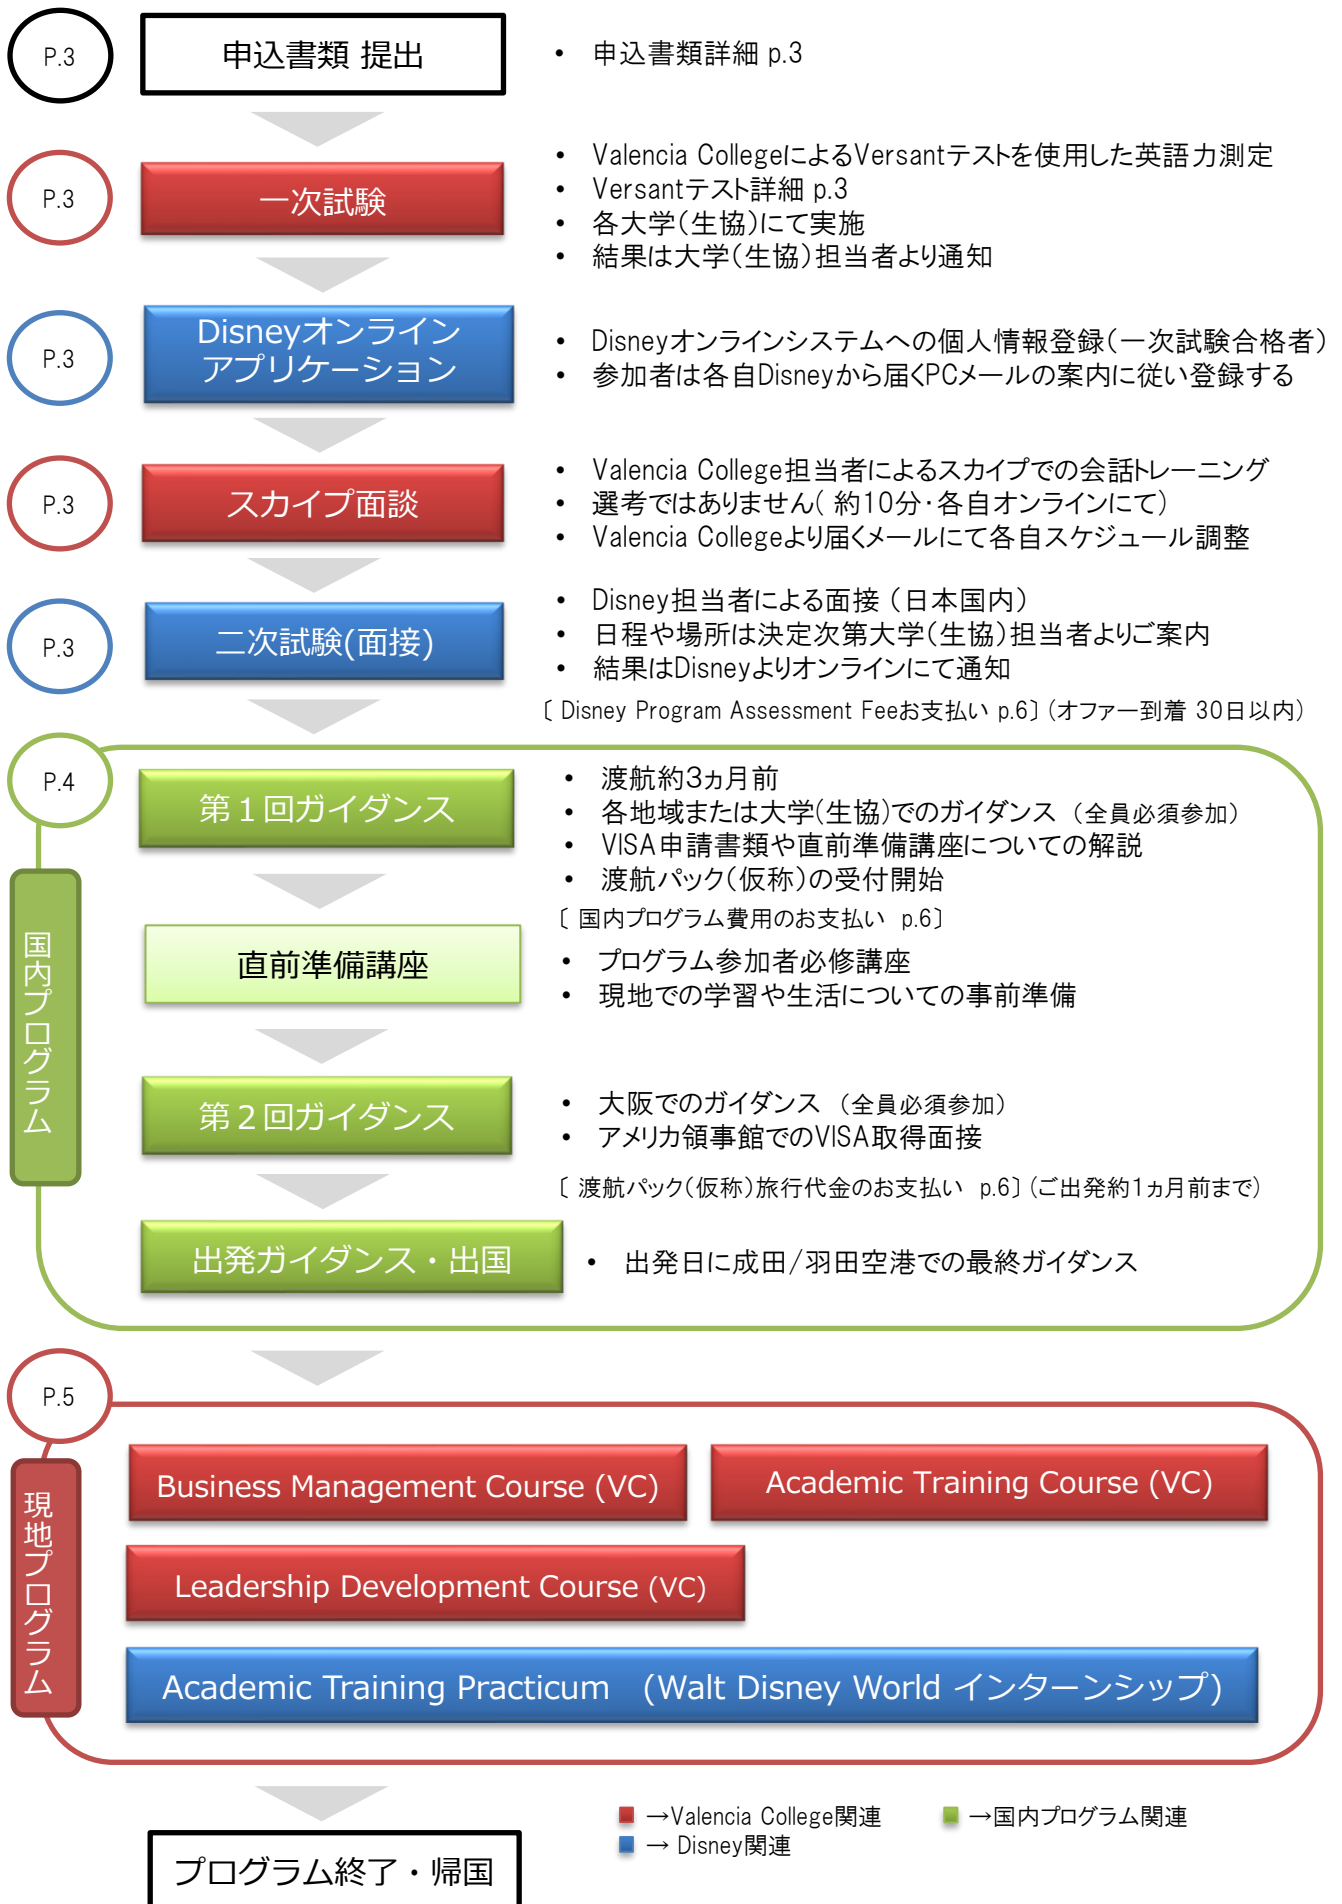 P.3
申込書類 提出
• 申込書類詳細 p.3
P.3
一次試験
• Valencia CollegeによるVersantテストを使用した英語力測定
• Versantテスト詳細 p.3
• 各大学(生協)にて実施
• 結果は大学(生協)担当者より通知
P.3
Disneyオンライン
アプリケーション
• Disneyオンラインシステムへの個人情報登録(一次試験合格者)
• 参加者は各自Disneyから届くPCメールの案内に従い登録する
P.3
スカイプ面談
• Valencia College担当者によるスカイプでの会話トレーニング
• 選考ではありません( 約10分・各自オンラインにて)
• Valencia Collegeより届くメールにて各自スケジュール調整
P.3
二次試験(面接)
• Disney担当者による面接 (日本国内)
• 日程や場所は決定次第大学(生協)担当者よりご案内
• 結果はDisneyよりオンラインにて通知
〔 Disney Program Assessment Feeお支払い p.6〕 (オファー到着 30日以内)
P.4
国内プログラム
第1回ガイダンス
• 渡航約3ヵ月前
• 各地域または大学(生協)でのガイダンス (全員必須参加)
• VISA申請書類や直前準備講座についての解説
• 渡航パック(仮称)の受付開始
〔 国内プログラム費用のお支払い p.6〕
直前準備講座
• プログラム参加者必修講座
• 現地での学習や生活についての事前準備
第2回ガイダンス
• 大阪でのガイダンス (全員必須参加)
• アメリカ領事館でのVISA取得面接
〔 渡航パック(仮称)旅行代金のお支払い p.6〕 (ご出発約1ヵ月前まで)
出発ガイダンス・出国
• 出発日に成田/羽田空港での最終ガイダンス
P.5
現地プログラム
Business Management Course (VC)
Academic Training Course (VC)
Leadership Development Course (VC)
Academic Training Practicum (Walt Disney World インターンシップ)
→Valencia College関連
→国内プログラム関連
→ Disney関連
プログラム終了・帰国